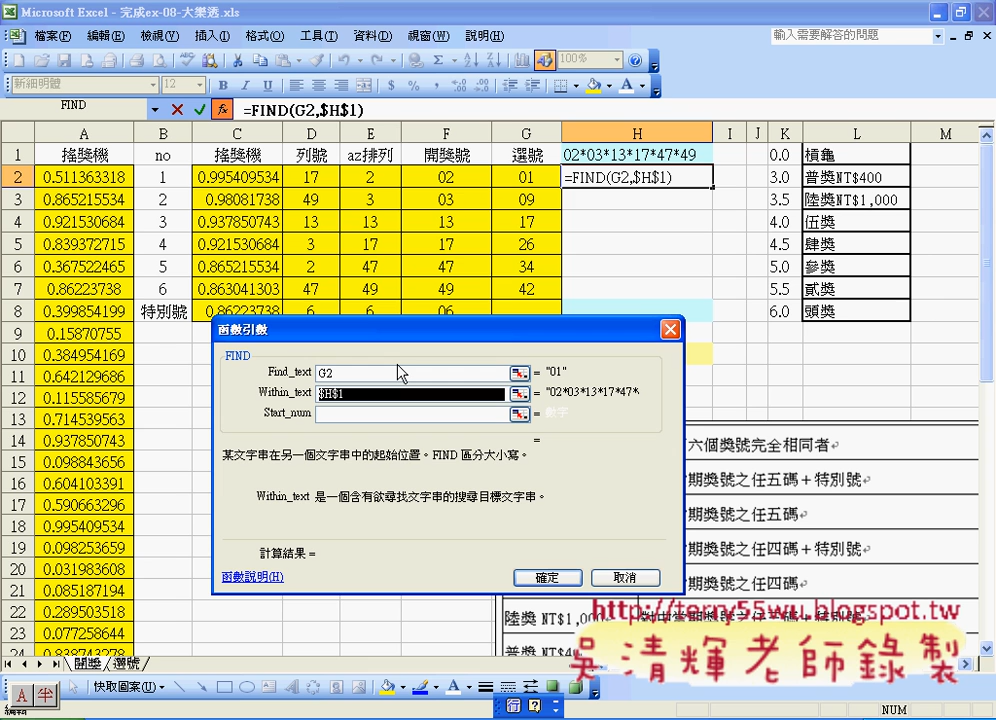 Microsoft Excel - 完成ex-08-大樂透.xls
檔案(F) 編輯(E) 檢視(V) 插入(I) 格式(O) 工具(T) 資料(D) 視窗(W) 說明(H) 輸入需要解答的問題
100%
新細明體 12 B I U
FIND =FIND(G2,$H$1)
A B C D E F G H I J K L M
1 搖獎機 no 搖獎機 列號 az排列 開獎號 選號 02*03*13*17*47*49 0.0 槓龜
2 0.511363318 1 0.995409534 17 2 02 01 =FIND(G2,$H$1) 3.0 普獎NT$400
3 0.865215534 2 0.98081738 49 3 03 09 3.5 陸獎NT$1,000
4 0.921530684 3 0.937850743 13 13 13 17 4.0 伍獎
5 0.839372715 4 0.921530684 3 17 17 26 4.5 肆獎
6 0.367522465 5 0.865215534 2 47 47 34 5.0 參獎
7 0.86223738 6 0.863041303 47 49 49 42 5.5 貳獎
8 0.399854199 特別號 0.86223738 6 6 06 6.0 頭獎
9 0.15870755
10 0.384954169
11 0.642129686
12 0.115585679
13 0.714539563
14 0.937850743
15 0.098843656
16 0.604103391
17 0.590663296
18 0.995409534
19 0.098253659
20 0.031983608
21 0.085187194
22 0.289503518
23 0.077258644
24 0.838743278
函數引數
FIND
Find_text G2 = "01"
Within_text $H$1 = "02*03*13*17*47*
Start_num = 數字
=
某文字串在另一個文字串中的起始位置。FIND 區分大小寫。
Within_text 是一個含有欲尋找文字串的搜尋目標文字串。
計算結果 =
函數說明(H) 確定 取消
六個獎號完全相同者
期獎號之任五碼＋特別號
期獎號之任五碼
期獎號之任四碼＋特別號
期獎號之任四碼
陸獎 NT$1,000
普獎 NT$4
http://terry55wu.blogspot.tw
吳清輝老師錄製
開獎 選號
快取圖案(U)
A 半
編輯 NUM